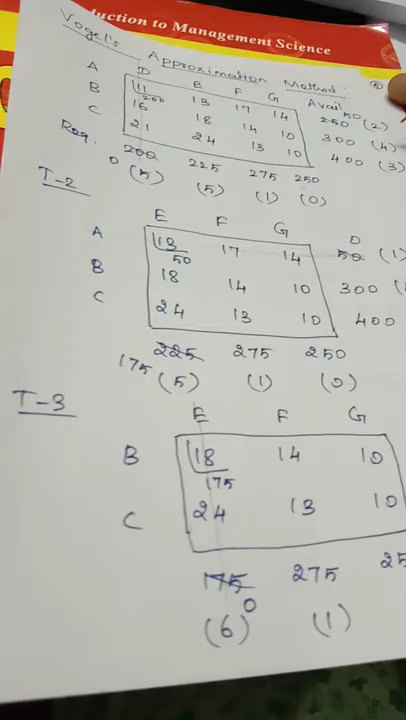 duction to Management Science
Vogel's Approximation Method.
D E F G Avail
A 11 200 13 17 14 250 50 (2)
B 16 18 14 10 300 (4)
C 21 24 13 10 400 (3)
Req. 200 225 275 250
0 (5) (5) (1) (0)
T-2
E F G
A 13 50 17 14 50 0 (1)
B 18 14 10 300 (
C 24 13 10 400
225 275 250
175 (5) (1) (0)
T-3
E F G
B 18 175 14 10
C 24 13 10
175 275 25
0
(6) (1)